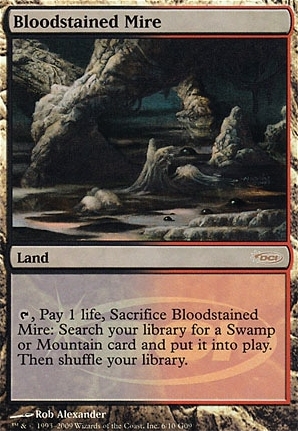 Bloodstained Mire
Land
DCI
, Pay 1 life, Sacrifice Bloodstained
Mire: Search your library for a Swamp
or Mountain card and put it into play.
Then shuffle your library.
Rob Alexander
™ & © 1993-2009 Wizards of the Coast, Inc. 6/10 G09